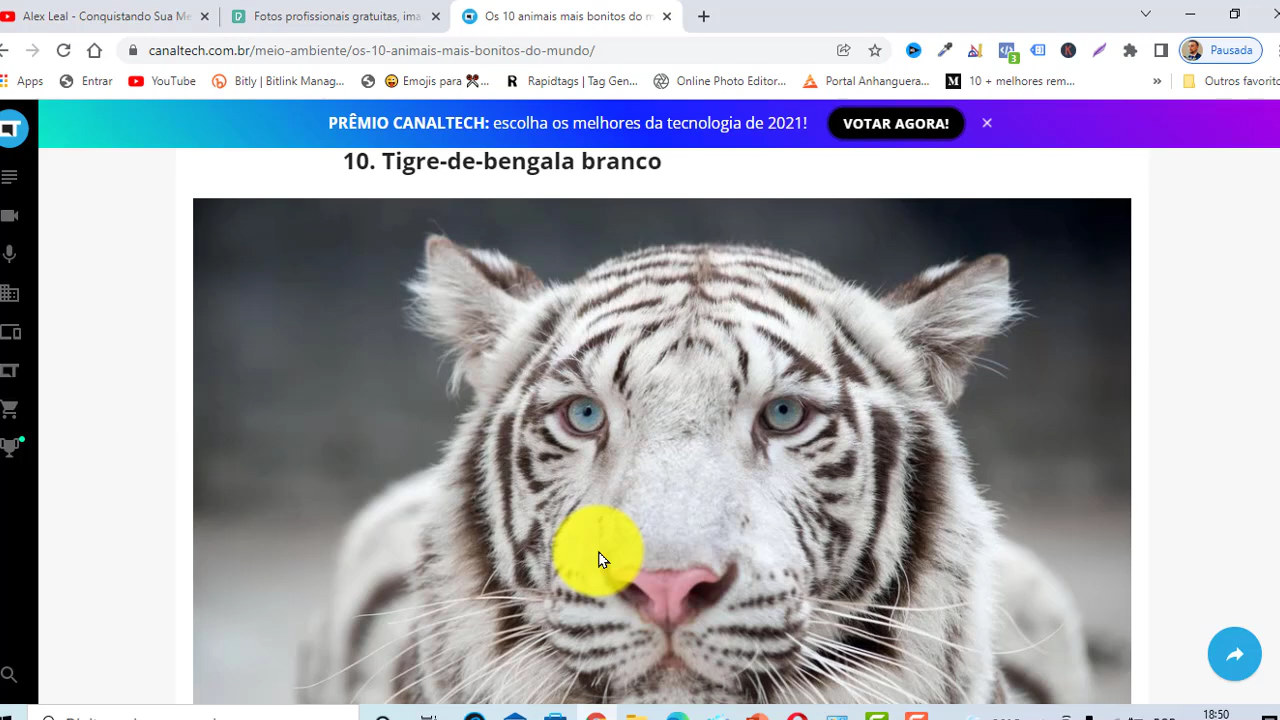 Alex Leal - Conquistando Sua Me
Fotos profissionais gratuitas, ima
Os 10 animais mais bonitos do m
canaltech.com.br/meio-ambiente/os-10-animais-mais-bonitos-do-mundo/
Pausada
Apps
Entrar
YouTube
Bitly | Bitlink Manag...
Emojis para
Rapidtags | Tag Gen...
Online Photo Editor...
Portal Anhanguera...
10 + melhores rem...
Outros favorito
PRÊMIO CANALTECH: escolha os melhores da tecnologia de 2021!
VOTAR AGORA!
10. Tigre-de-bengala branco
18:50